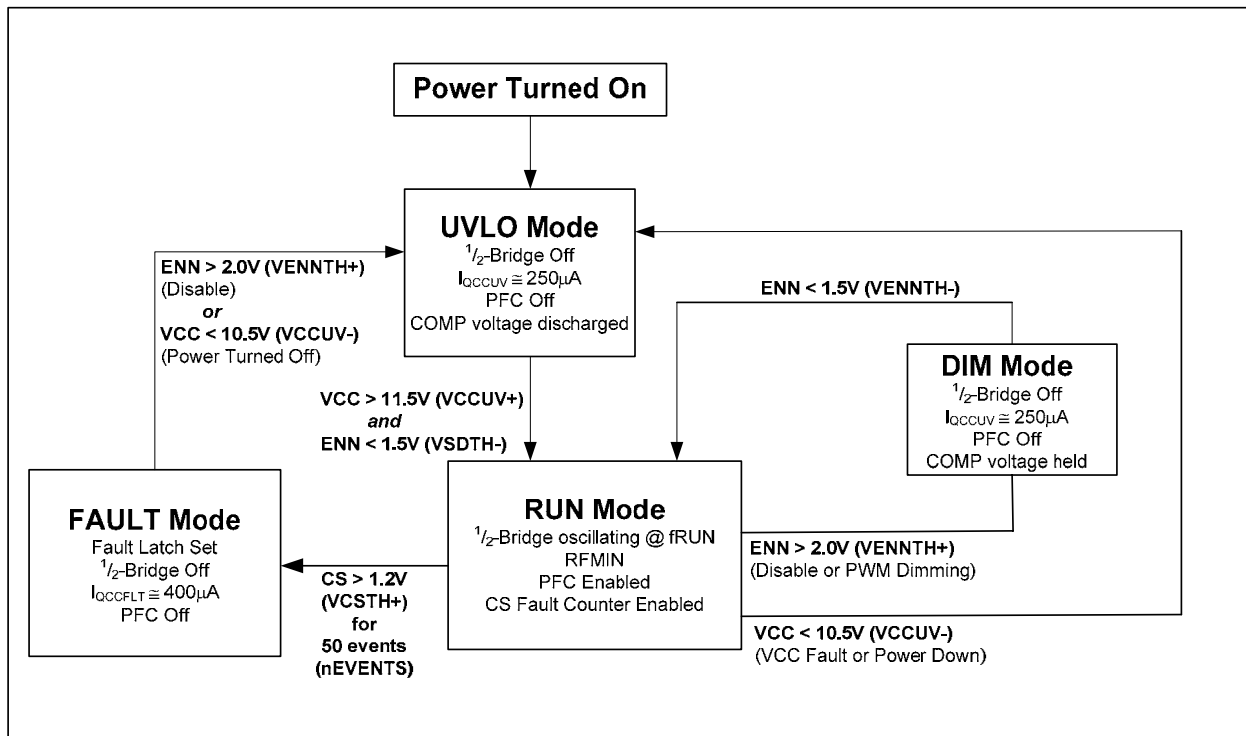 Power Turned On
UVLO Mode
1/2-Bridge Off
IQCCUV ≅ 250μA
PFC Off
COMP voltage discharged
ENN > 2.0V (VENNTH+)
(Disable)
or
VCC < 10.5V (VCCUV-)
(Power Turned Off)
ENN < 1.5V (VENNTH-)
DIM Mode
1/2-Bridge Off
IQCCUV ≅ 250μA
PFC Off
COMP voltage held
VCC > 11.5V (VCCUV+)
and
ENN < 1.5V (VSDTH-)
FAULT Mode
Fault Latch Set
1/2-Bridge Off
IQCCFLT ≅ 400μA
PFC Off
CS > 1.2V
(VCSTH+)
for
50 events
(nEVENTS)
RUN Mode
1/2-Bridge oscillating @ fRUN
RFMIN
PFC Enabled
CS Fault Counter Enabled
ENN > 2.0V (VENNTH+)
(Disable or PWM Dimming)
VCC < 10.5V (VCCUV-)
(VCC Fault or Power Down)